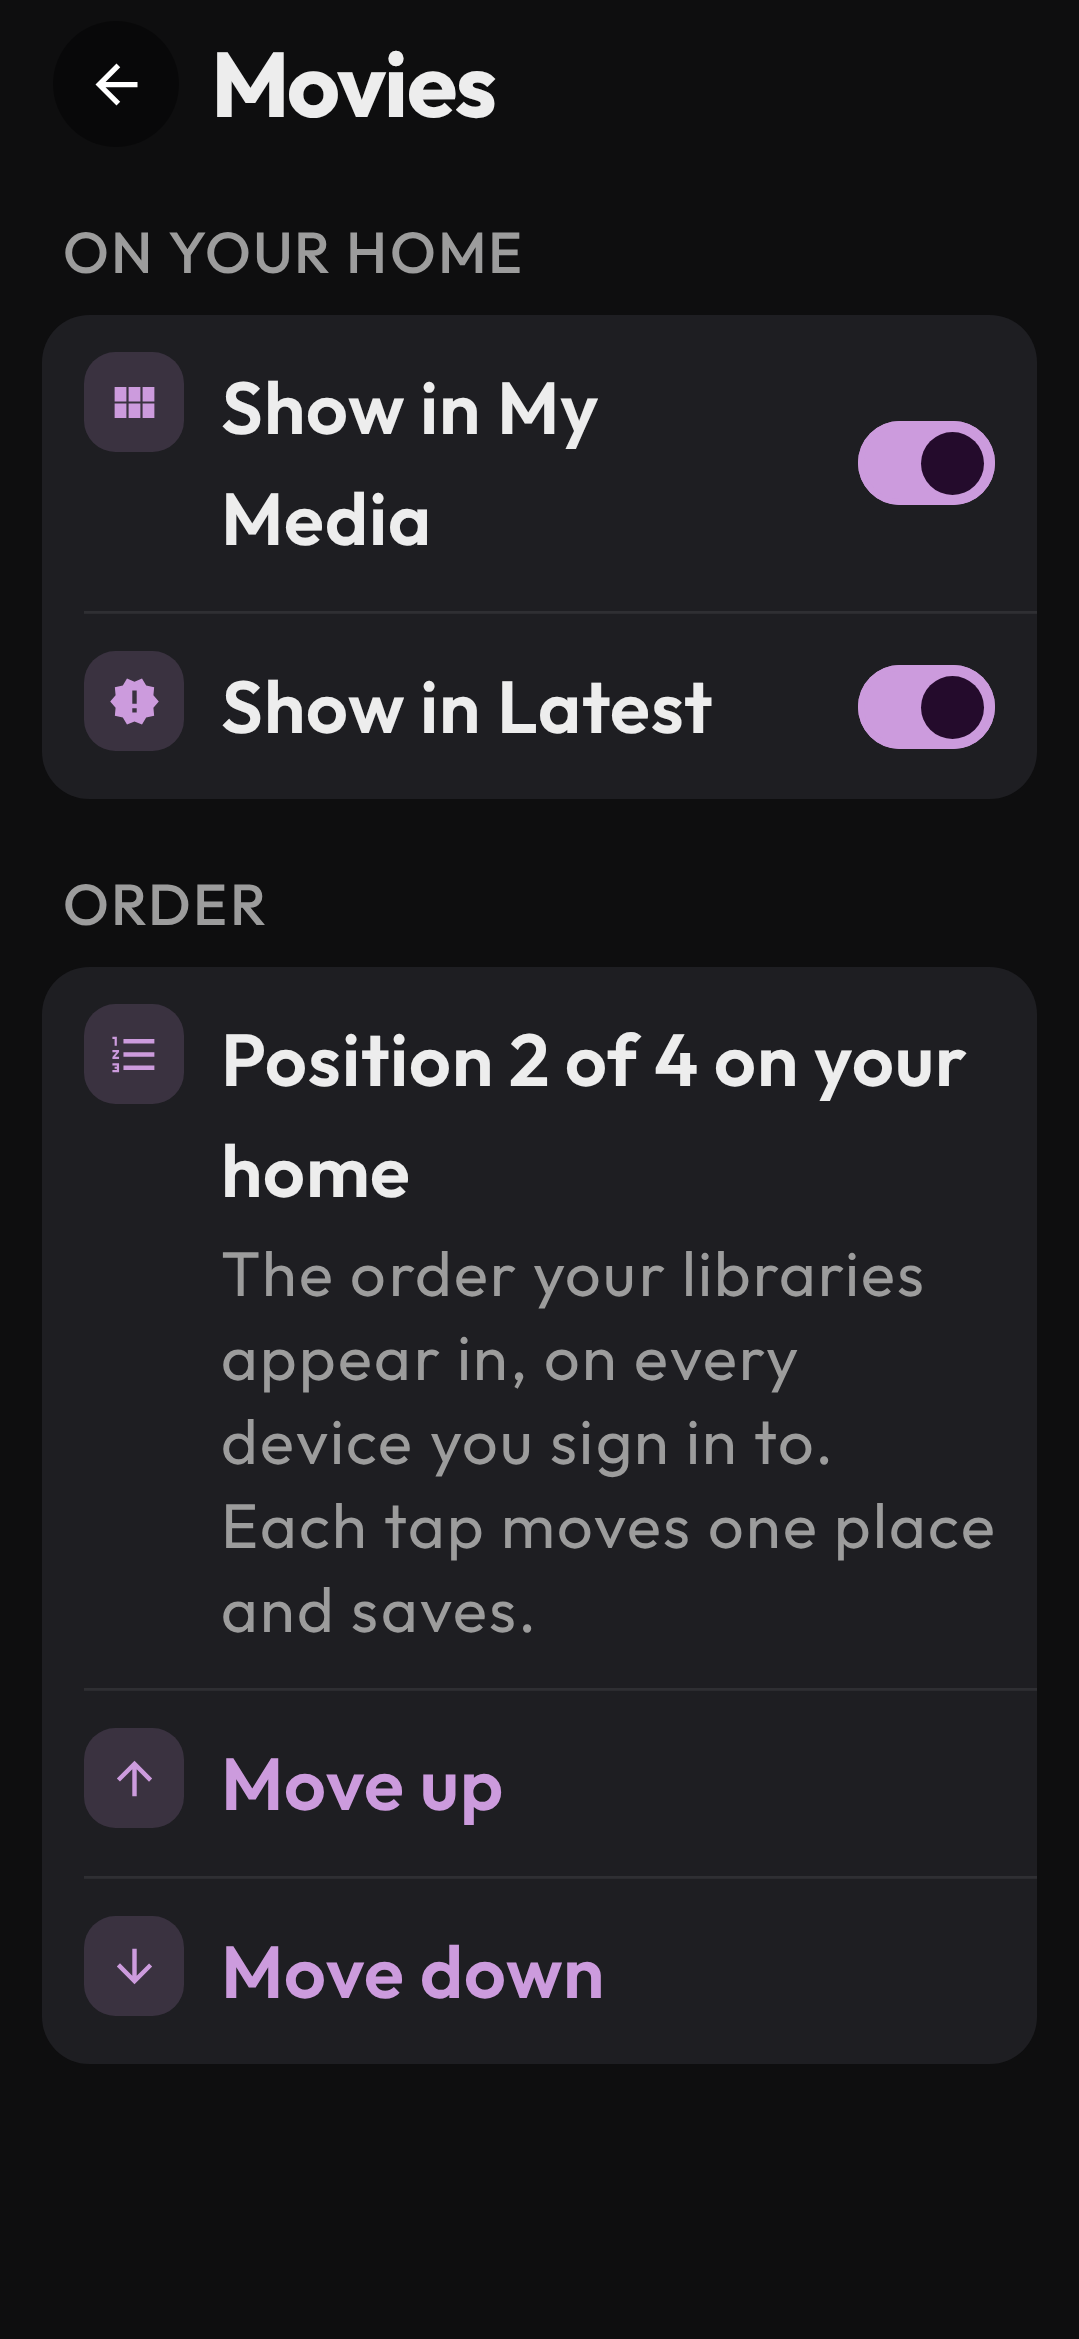 Movies
ON YOUR HOME
Show in My
Media
Show in Latest
ORDER
Position 2 of 4 on your
home
The order your libraries
appear in, on every
device you sign in to.
Each tap moves one place
and saves.
Move up
Move down